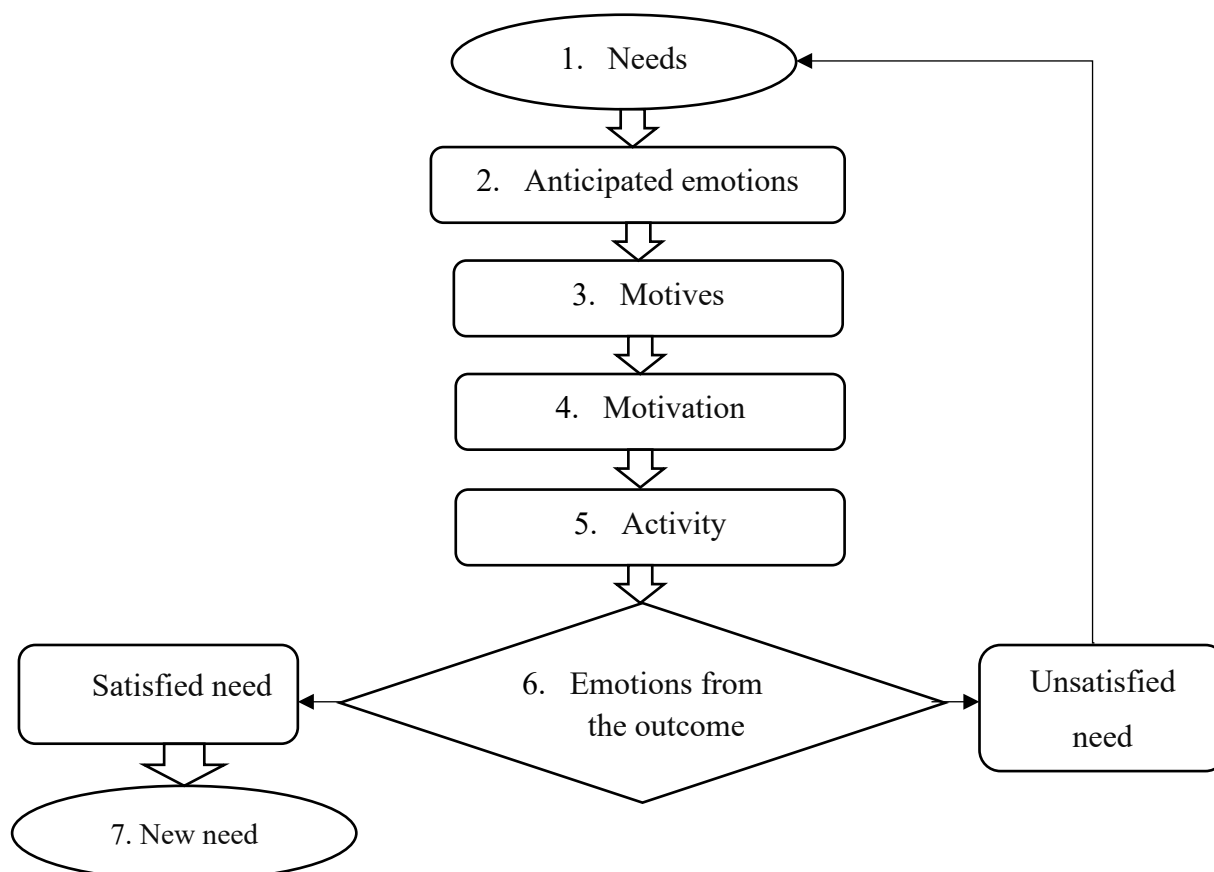 1. Needs
2. Anticipated emotions
3. Motives
4. Motivation
5. Activity
6. Emotions from
the outcome
Satisfied need
Unsatisfied
need
7. New need